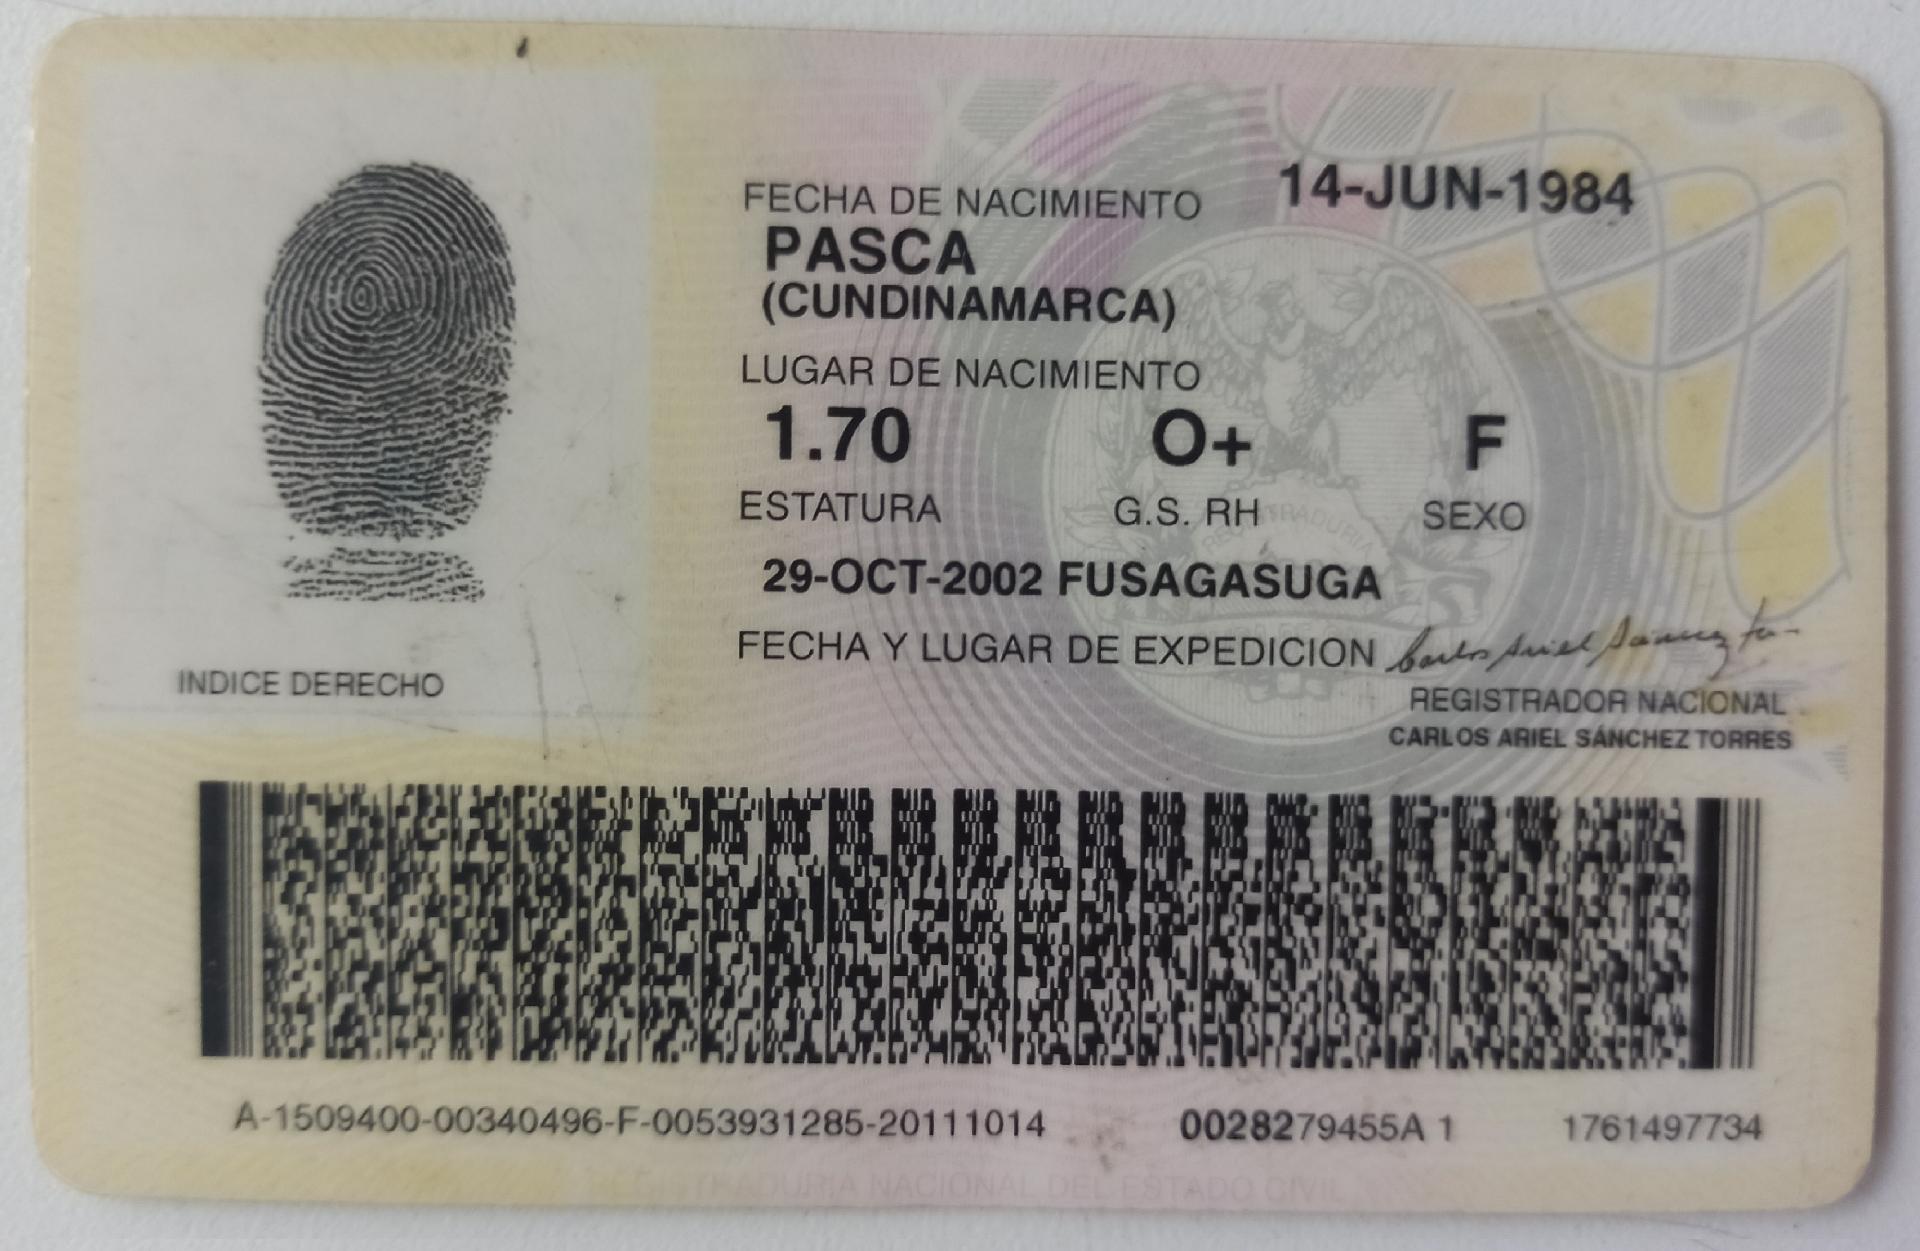 FECHA DE NACIMIENTO 14-JUN-1984
PASCA
(CUNDINAMARCA)
LUGAR DE NACIMIENTO
1.70 O+ F
ESTATURA G.S. RH SEXO
29-OCT-2002 FUSAGASUGA
FECHA Y LUGAR DE EXPEDICION
INDICE DERECHO
Carlos Ariel Sánchez
REGISTRADOR NACIONAL
CARLOS ARIEL SÁNCHEZ TORRES
A-1509400-00340496-F-0053931285-20111014 0028279455A 1 1761497734
REGISTRADURIA NACIONAL DEL ESTADO CIVIL